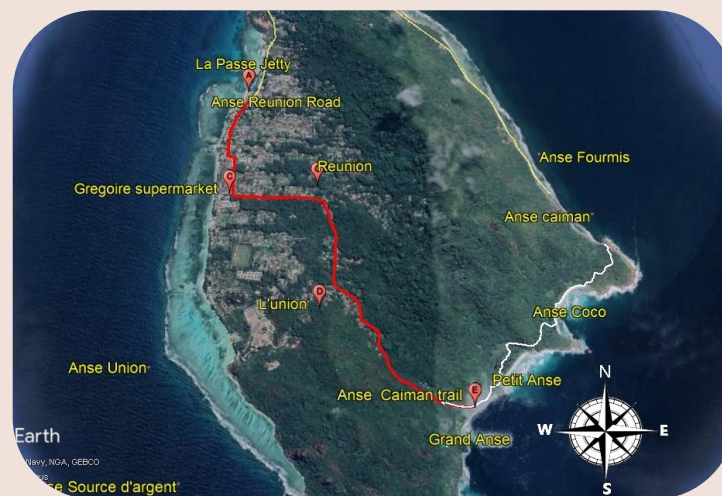 La Passe Jetty
A
Anse Reunion Road
Anse Fourmis
Reunion
C
Gregoire supermarket
Anse caiman
D
L'union
Anse Coco
Anse Union
N
Petit Anse
E
Anse Caiman trail
W
E
Earth
Grand Anse
Navy, NGA, GEBCO
se Source d'argent
S